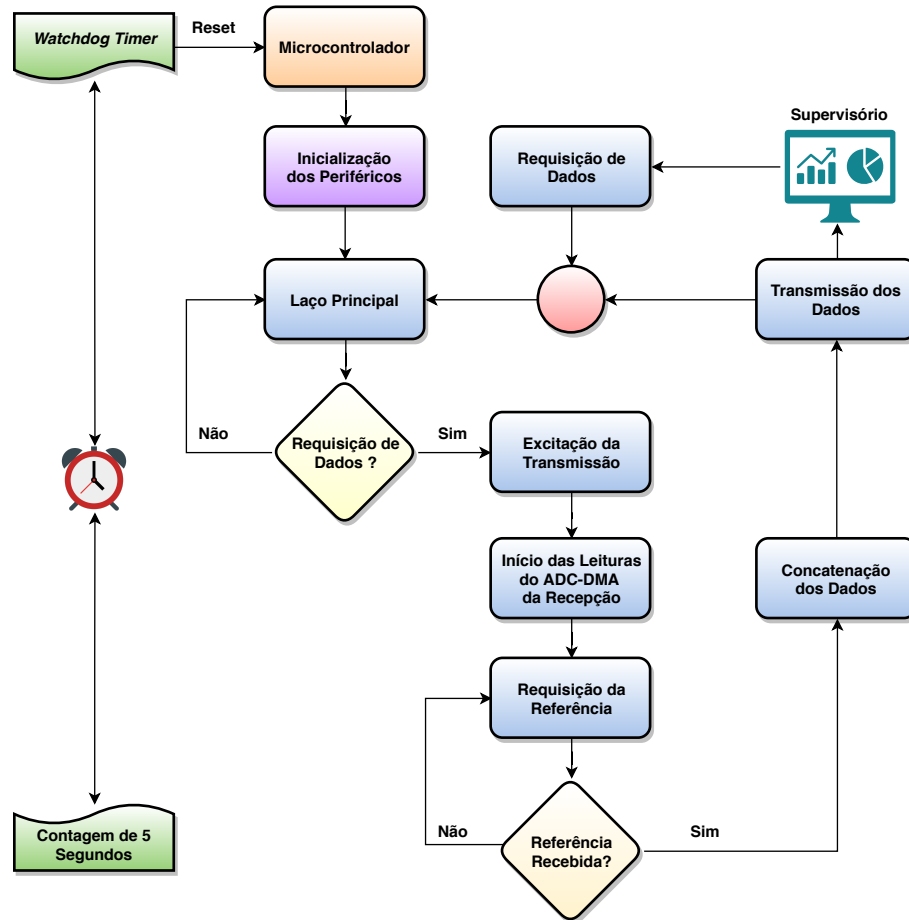 Watchdog Timer
Reset
Microcontrolador
Supervisório
Inicialização
dos Periféricos
Requisição de
Dados
Laço Principal
Transmissão dos
Dados
Não
Requisição de
Dados ?
Sim
Excitação da
Transmissão
Início das Leituras
do ADC-DMA
da Recepção
Concatenação
dos Dados
Requisição da
Referência
Contagem de 5
Segundos
Não
Referência
Recebida?
Sim